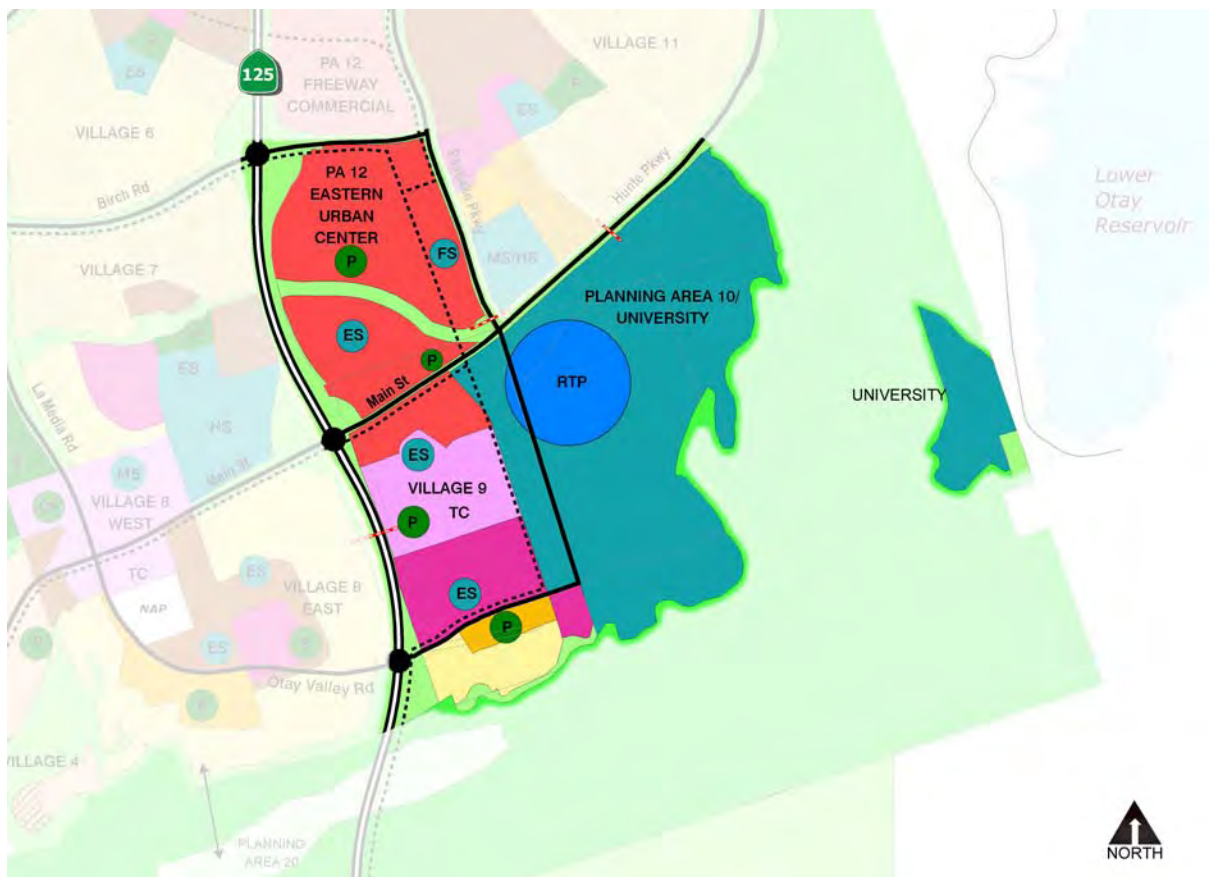 VILLAGE 11
P
125
ES
PA 12
FREEWAY
COMMERCIAL
P
ES
VILLAGE 6
Birch Rd
PA 12
EASTERN
URBAN
CENTER
Hunte Pkwy
Lower
Otay
Reservoir
P
FS
MS/HS
VILLAGE 7
PLANNING AREA 10/
UNIVERSITY
ES
ES
P
Main St
RTP
La Media Rd
UNIVERSITY
HS
Main St
ES
MS
VILLAGE 8
WEST
VILLAGE 9
TC
P
TC
ES
VILLAGE 8
EAST
NAP
ES
ES
P
Otay Valley Rd
P
VILLAGE 4
PLANNING
AREA 20
NORTH